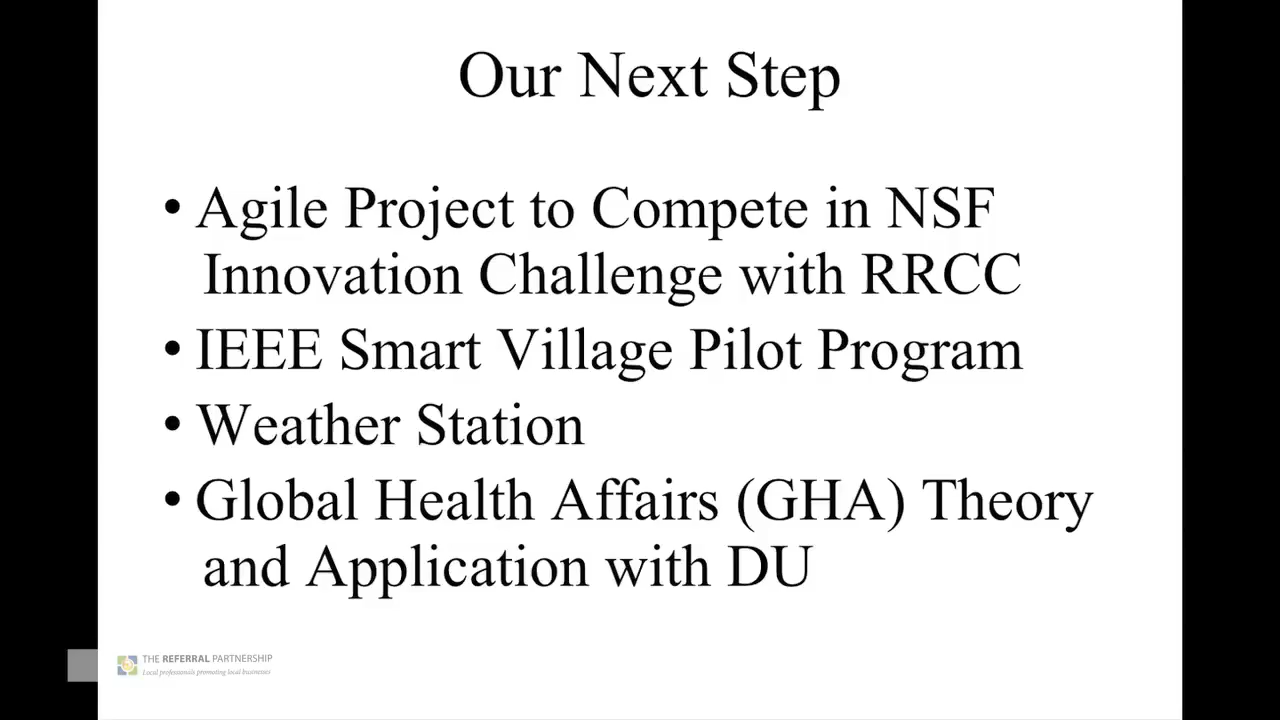 Our Next Step
• Agile Project to Compete in NSF
Innovation Challenge with RRCC
• IEEE Smart Village Pilot Program
• Weather Station
• Global Health Affairs (GHA) Theory
and Application with DU
THE REFERRAL PARTNERSHIP
Local professionals promoting local businesses